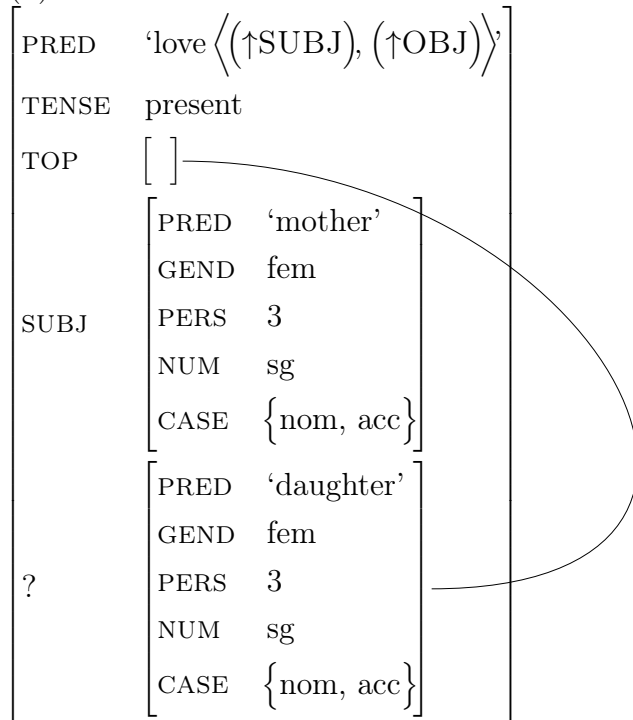 PRED ‘love ⟨(↑SUBJ), (↑OBJ)⟩’
TENSE present
TOP [ ]
SUBJ
PRED ‘mother’
GEND fem
PERS 3
NUM sg
CASE {nom, acc}
?
PRED ‘daughter’
GEND fem
PERS 3
NUM sg
CASE {nom, acc}